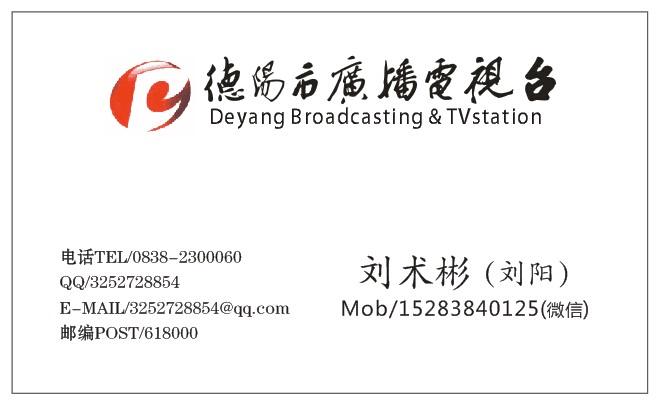 德陽市廣播電視台
Deyang Broadcasting & TVstation
电话TEL/0838-2300060
QQ/3252728854
E-MAIL/3252728854@qq.com
邮编POST/618000
刘术彬（刘阳）
Mob/15283840125(微信)